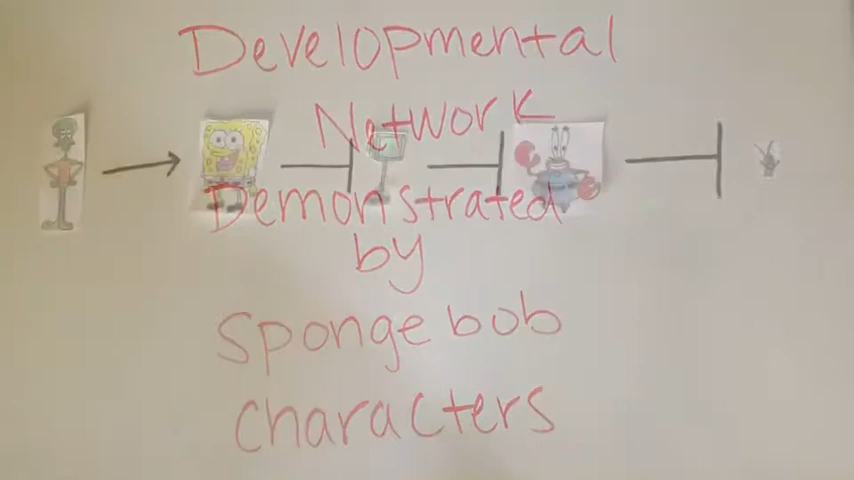 Developmental
Network
Demonstrated
by
Spongebob
characters